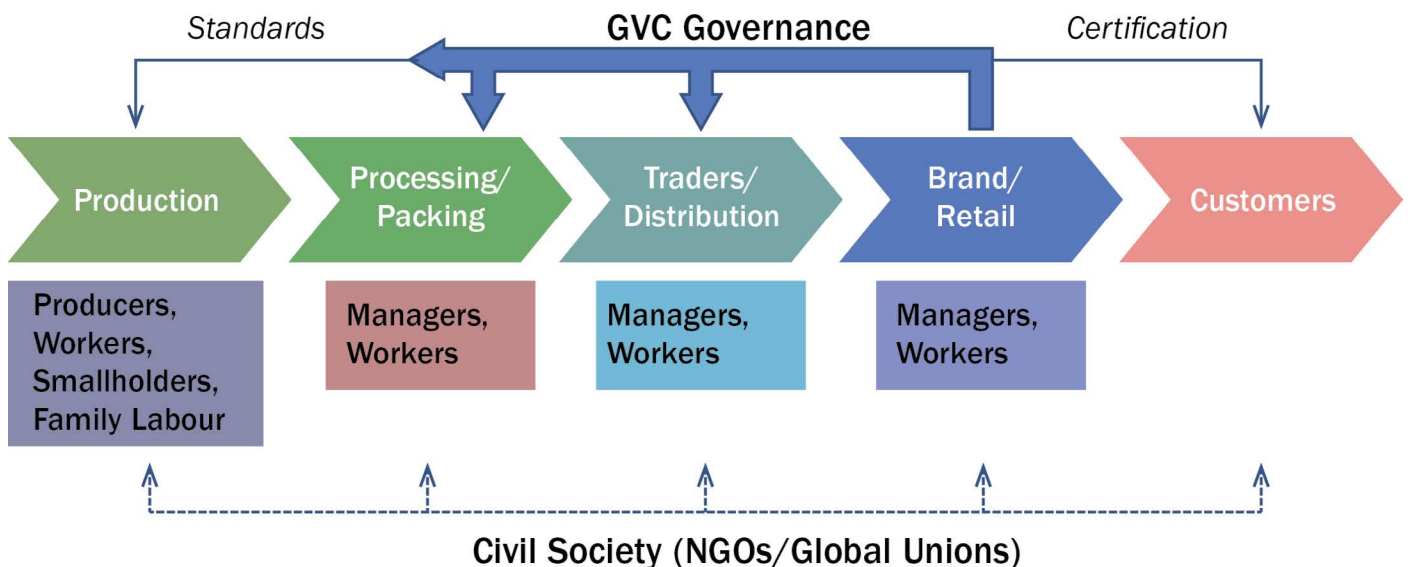 Standards
GVC Governance
Certification
Production
Processing/
Packing
Traders/
Distribution
Brand/
Retail
Customers
Producers,
Workers,
Smallholders,
Family Labour
Managers,
Workers
Managers,
Workers
Managers,
Workers
Civil Society (NGOs/Global Unions)